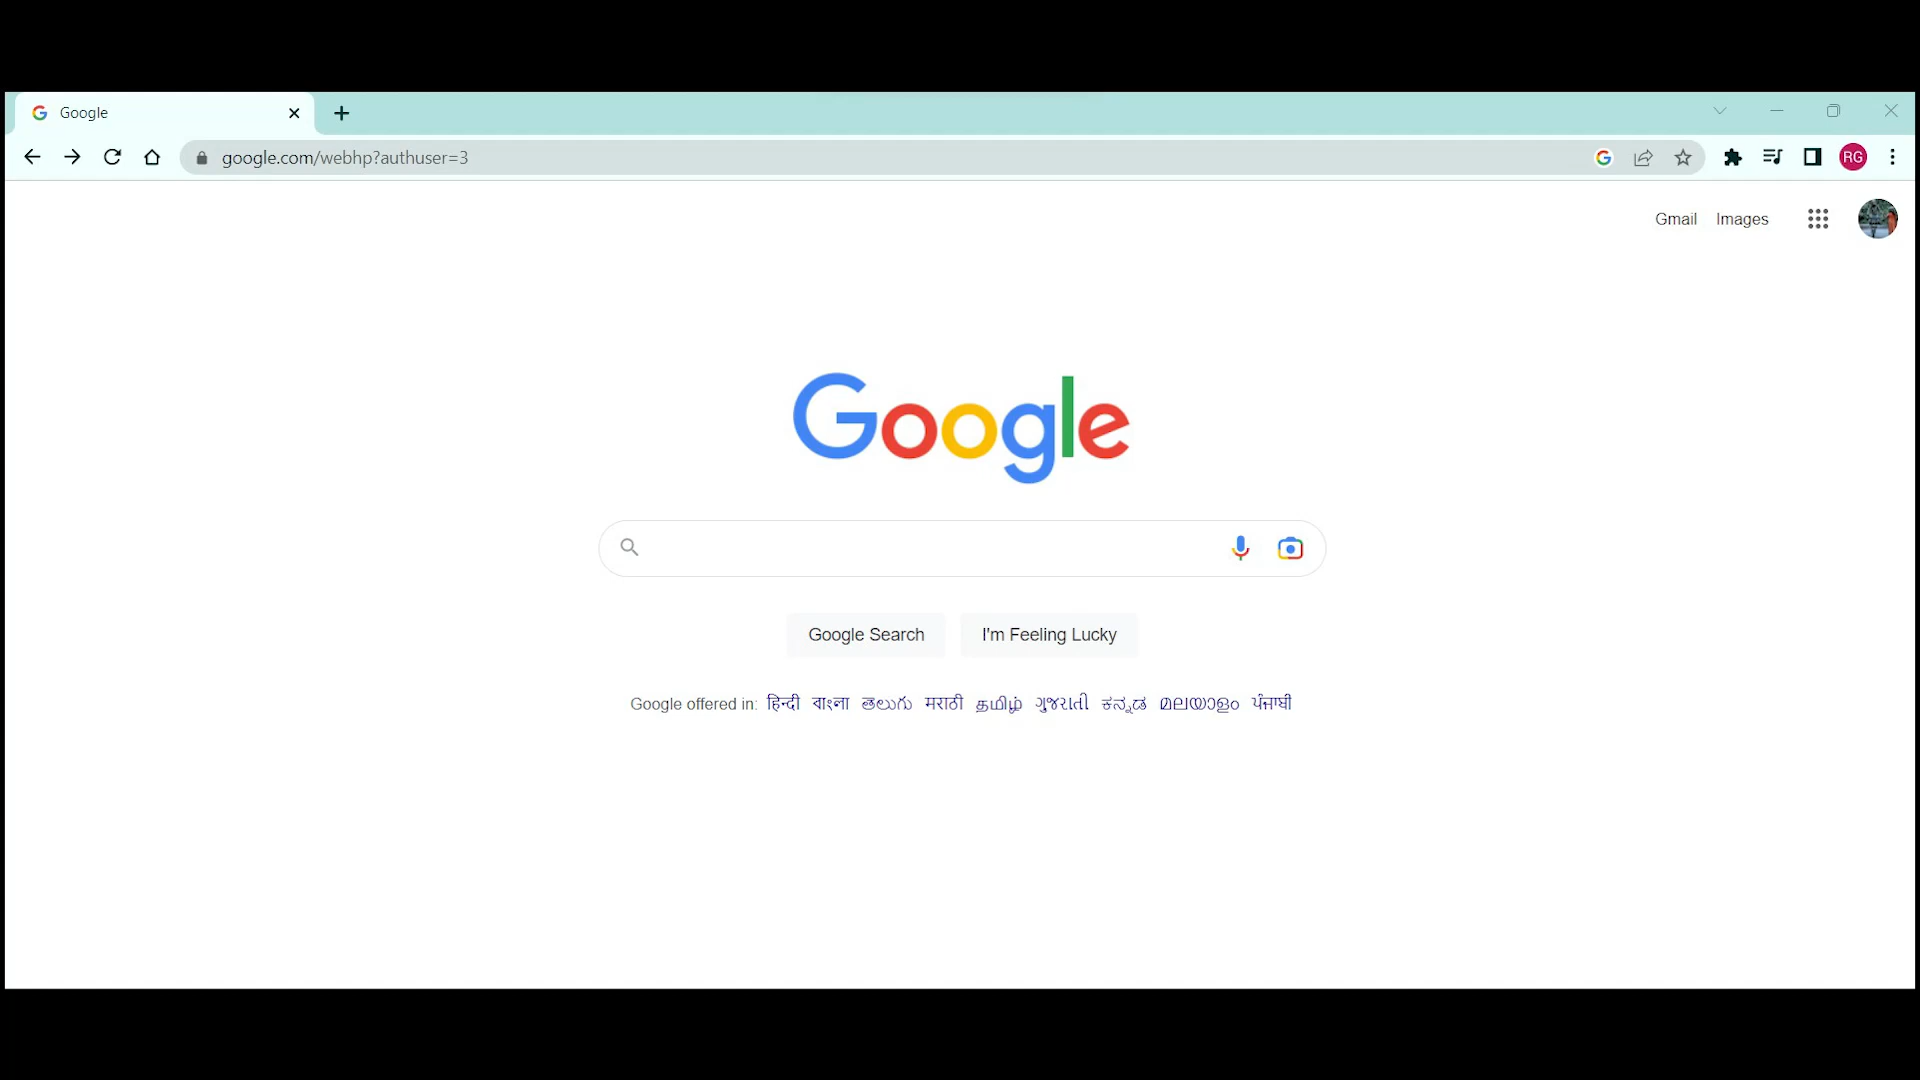 Google
google.com/webhp?authuser=3
RG
Gmail Images
Google
Google Search I'm Feeling Lucky
Google offered in: हिन्दी বাংলা తెలుగు मराठी தமிழ் ગુજરાતી ಕನ್ನಡ മലയാളം ਪੰਜਾਬੀ